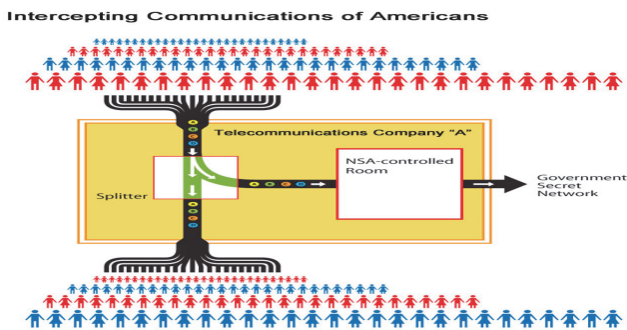 Intercepting Communications of Americans
Telecommunications Company "A"
NSA-controlled
Room
Splitter
Government
Secret
Network